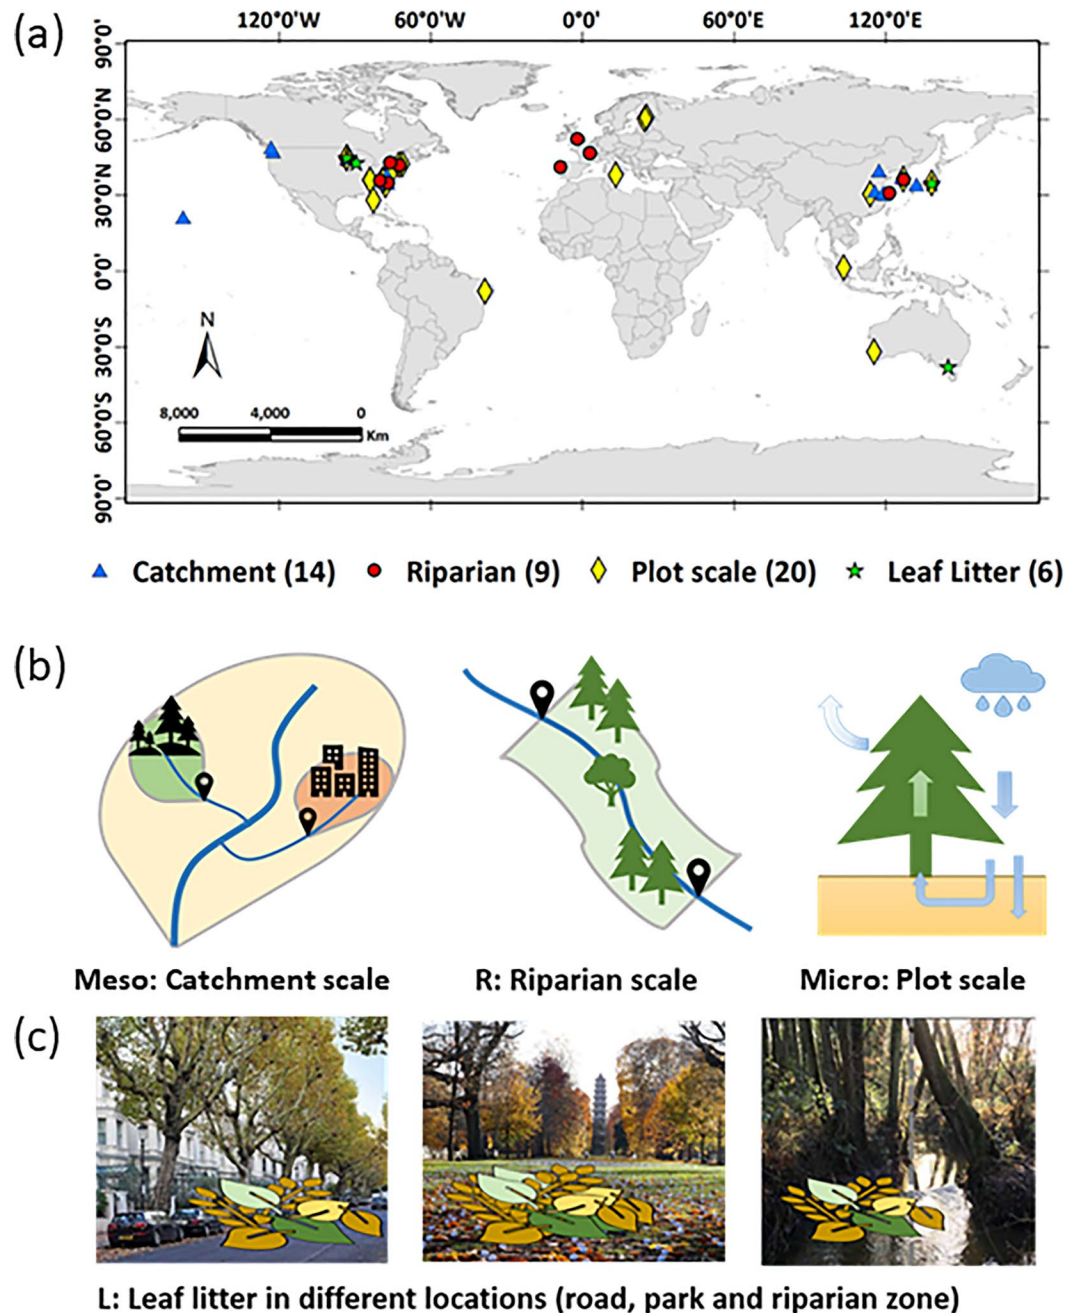 (a)
120°0'W 60°0'W 0°0' 60°0'E 120°0'E
90°0'
60°0'N
30°0'N
0°0'
30°0'S
60°0'S
90°0'
N
8,000 4,000 0
Km
Catchment (14) Riparian (9) Plot scale (20) Leaf Litter (6)
(b)
Meso: Catchment scale R: Riparian scale Micro: Plot scale
(c)
L: Leaf litter in different locations (road, park and riparian zone)